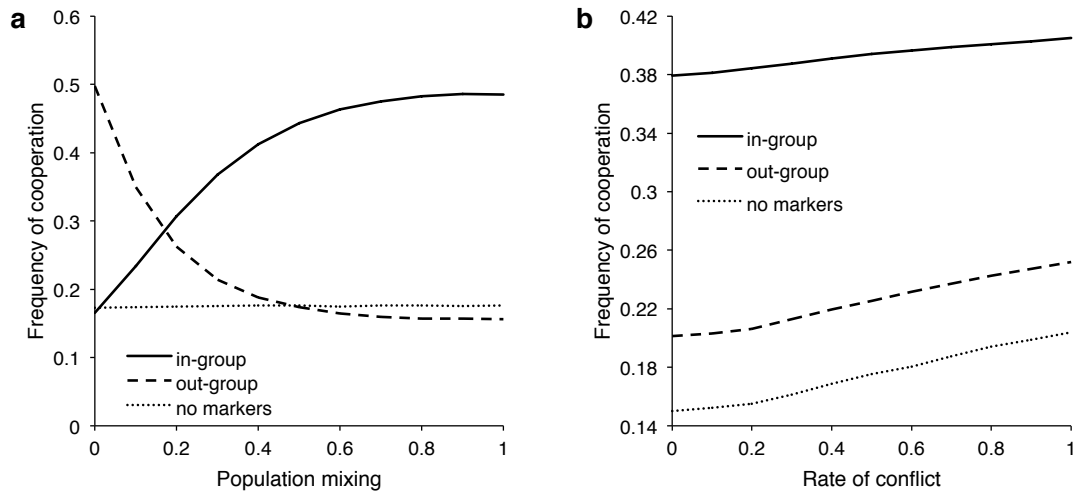 a
0.6
0.5
0.4
0.3
0.2
0.1
0
Frequency of cooperation
in-group
out-group
no markers
0 0.2 0.4 0.6 0.8 1
Population mixing
b
0.42
0.38
0.34
0.3
0.26
0.22
0.18
0.14
Frequency of cooperation
in-group
out-group
no markers
0 0.2 0.4 0.6 0.8 1
Rate of conflict